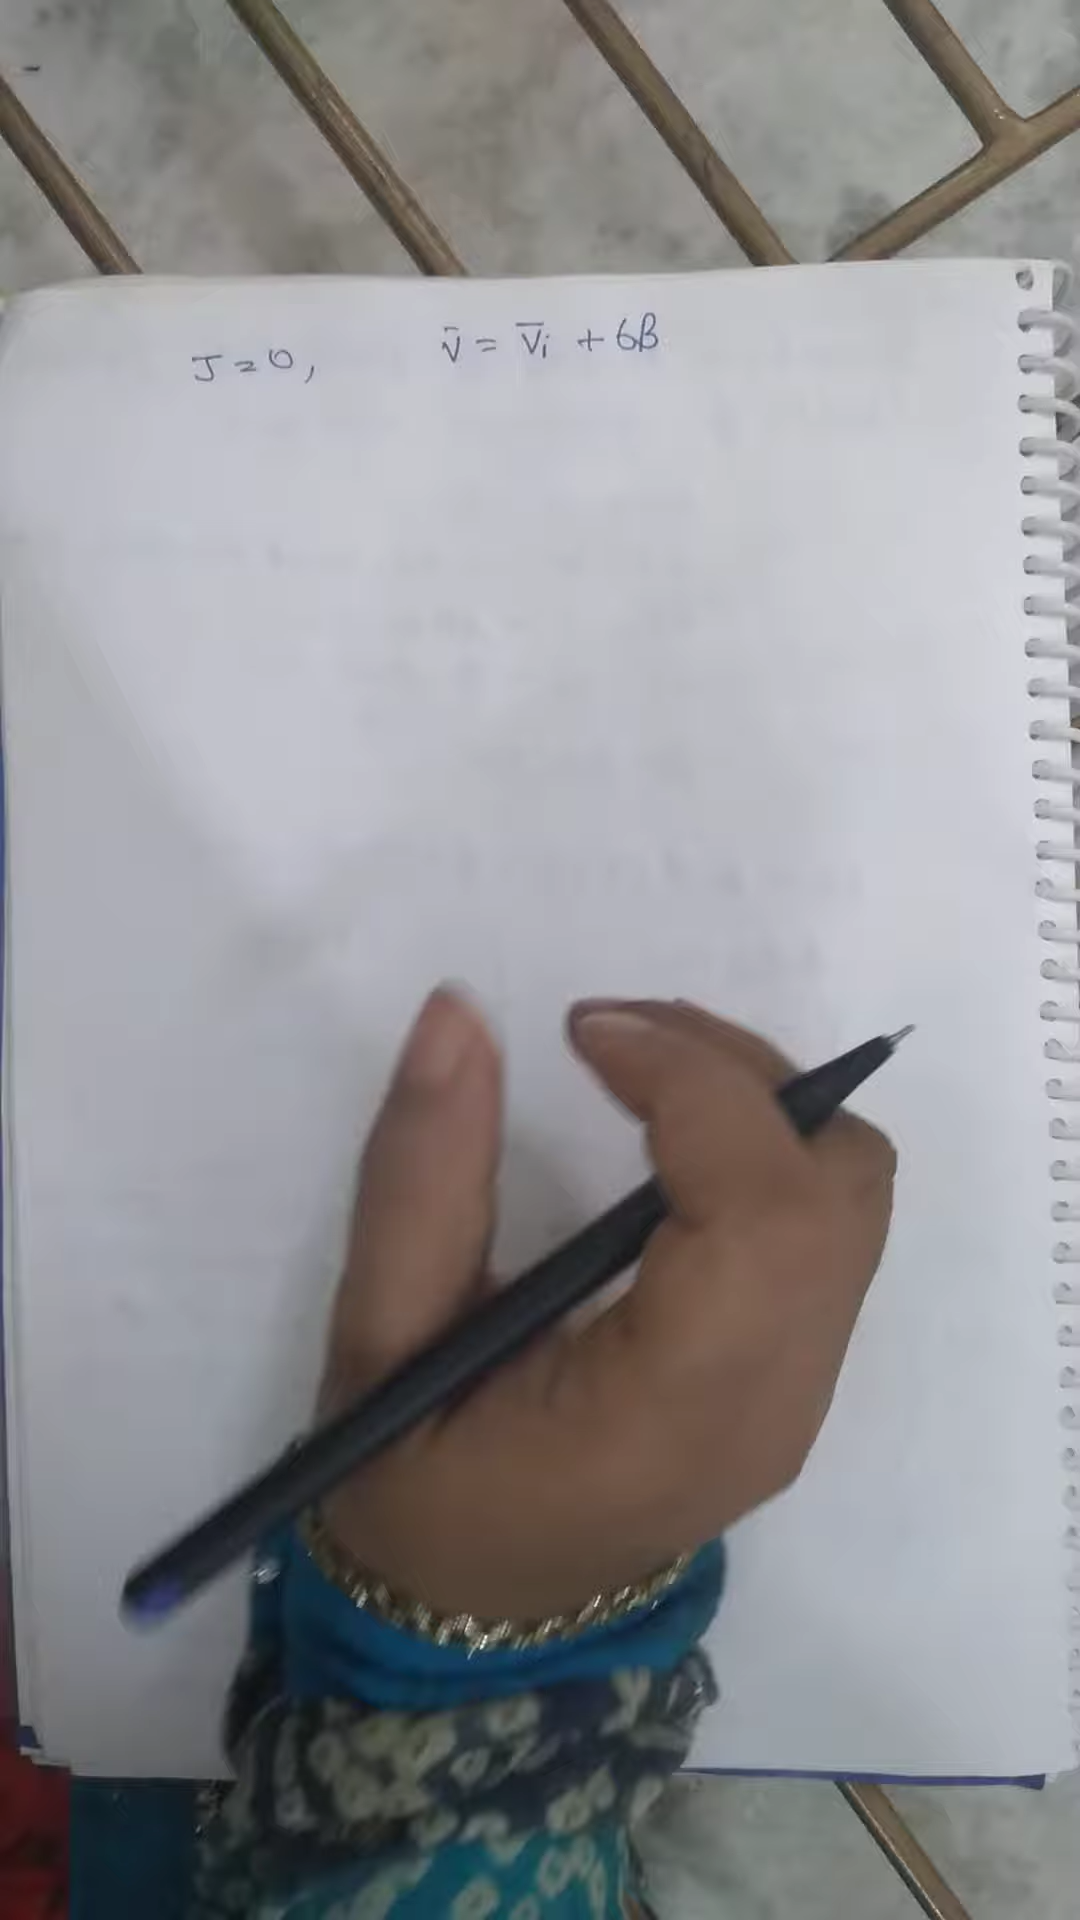 J = 0, ν̄ = ν̄i + 6B